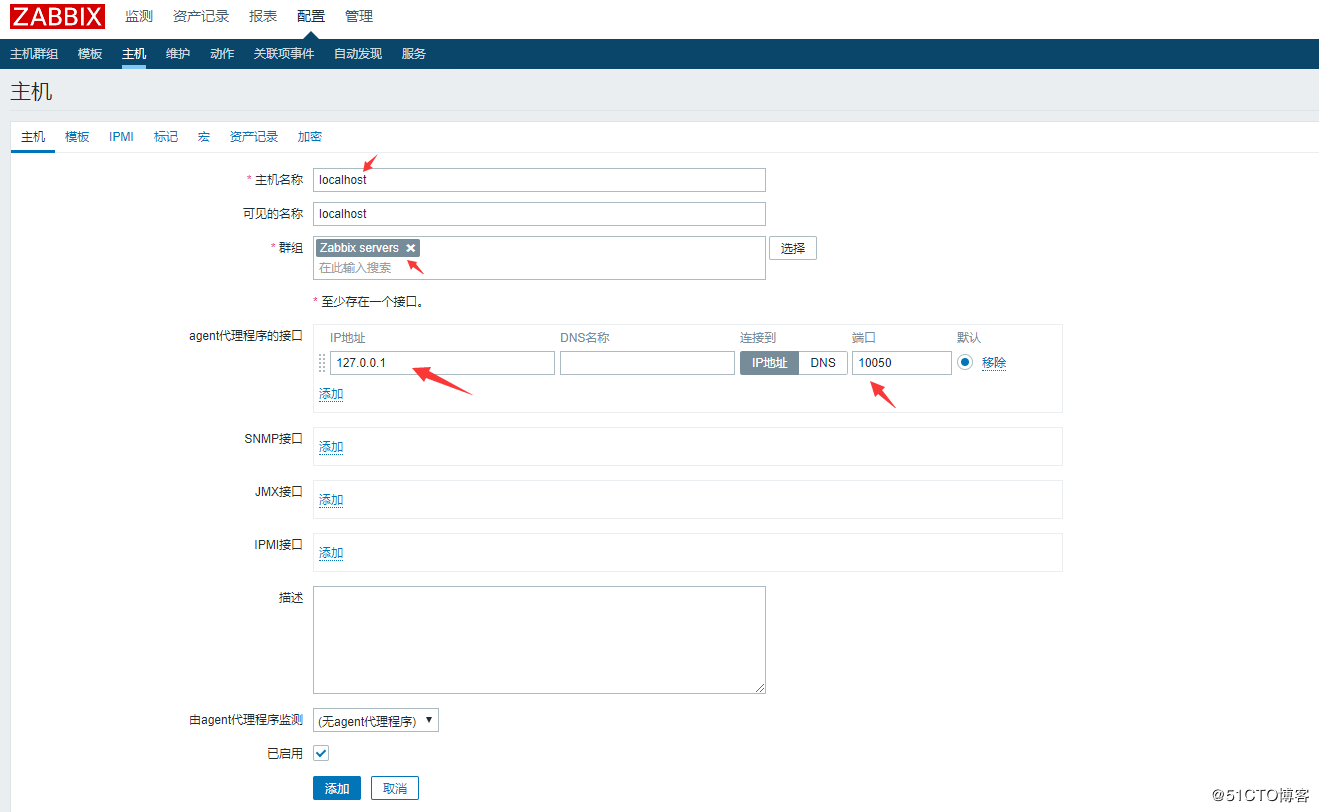 ZABBIX 监测 资产记录 报表 配置 管理
主机群组 模板 主机 维护 动作 关联项事件 自动发现 服务
主机
主机 模板 IPMI 标记 宏 资产记录 加密
* 主机名称 localhost
可见的名称 localhost
* 群组 Zabbix servers 选择
在此输入搜索
* 至少存在一个接口。
agent代理程序的接口 IP地址 DNS名称 连接到 端口 默认
127.0.0.1 IP地址 DNS 10050 移除
添加
SNMP接口 添加
JMX接口 添加
IPMI接口 添加
描述
由agent代理程序监测 (无agent代理程序)
已启用
添加 取消
@51CTO博客